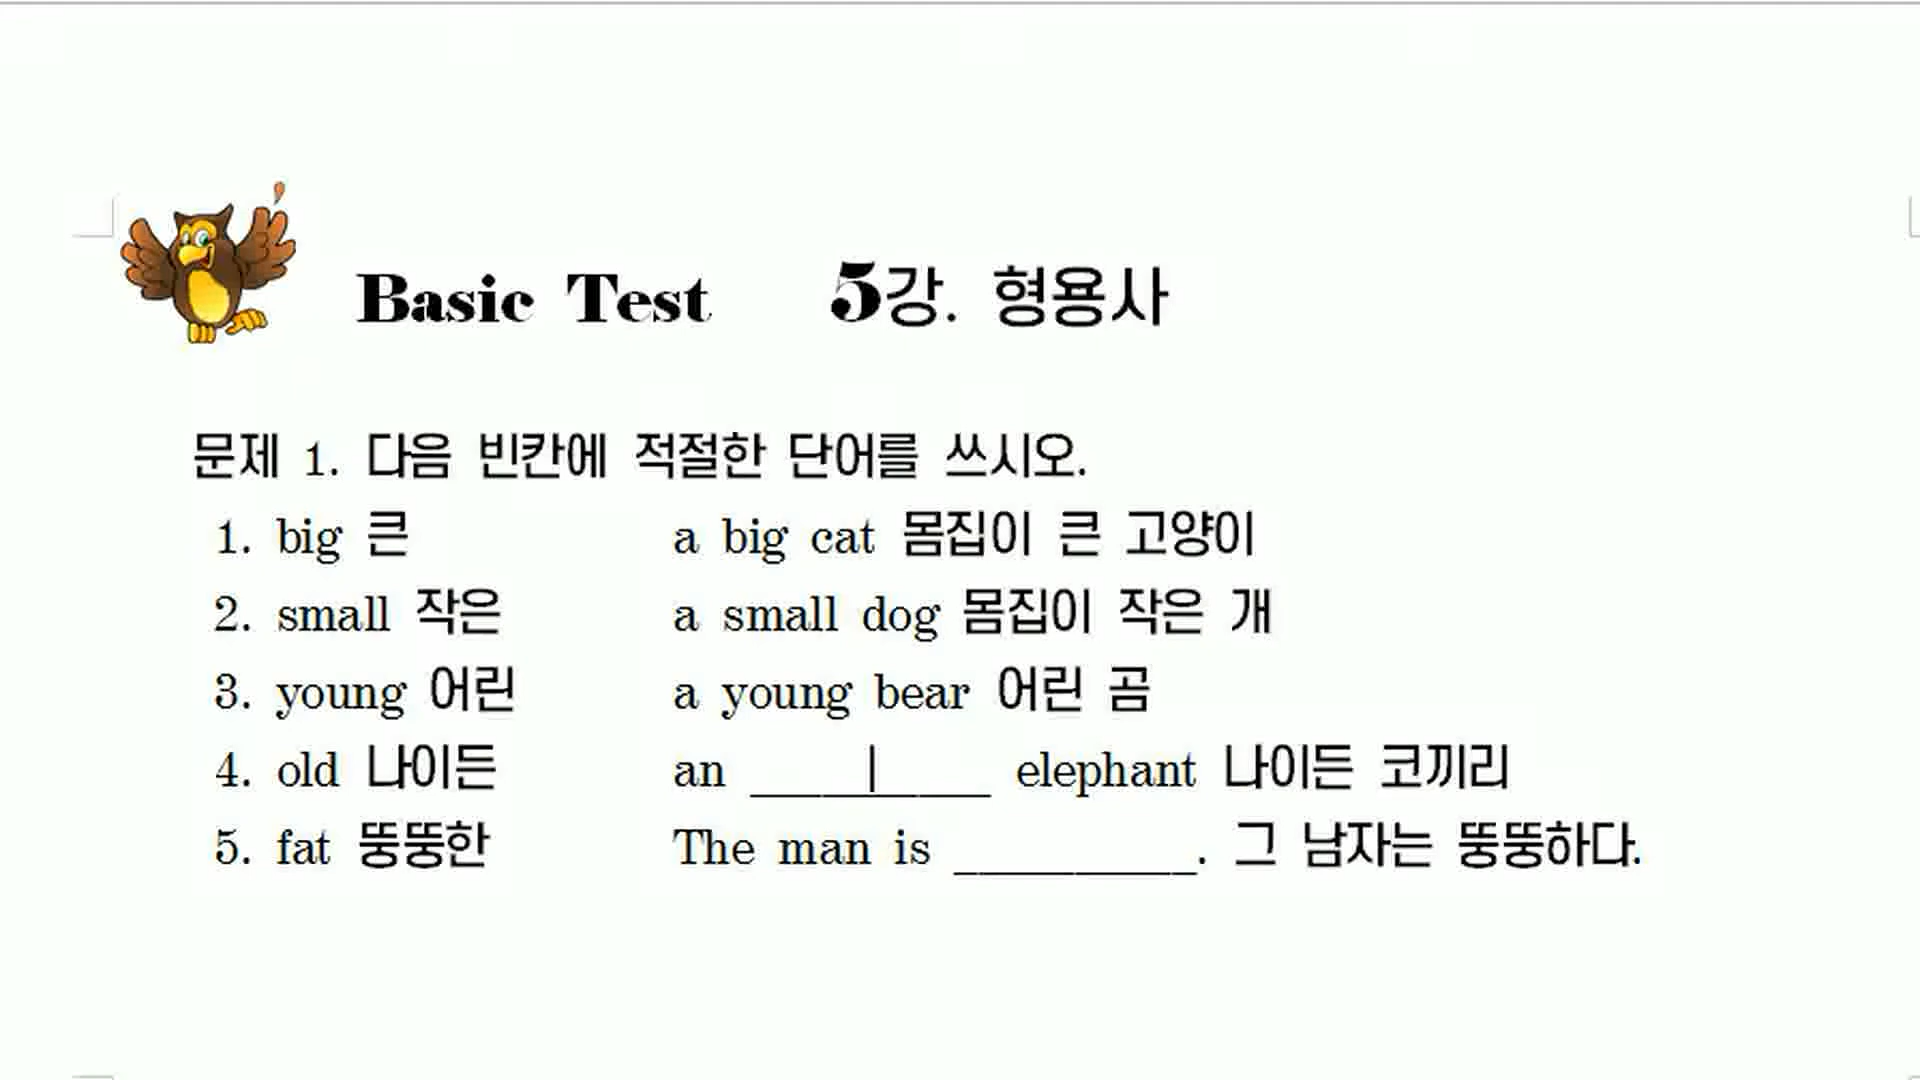 Basic Test 5강. 형용사
문제 1. 다음 빈칸에 적절한 단어를 쓰시오.
1. big 큰 a big cat 몸집이 큰 고양이
2. small 작은 a small dog 몸집이 작은 개
3. young 어린 a young bear 어린 곰
4. old 나이든 an __________ elephant 나이든 코끼리
5. fat 뚱뚱한 The man is __________. 그 남자는 뚱뚱하다.